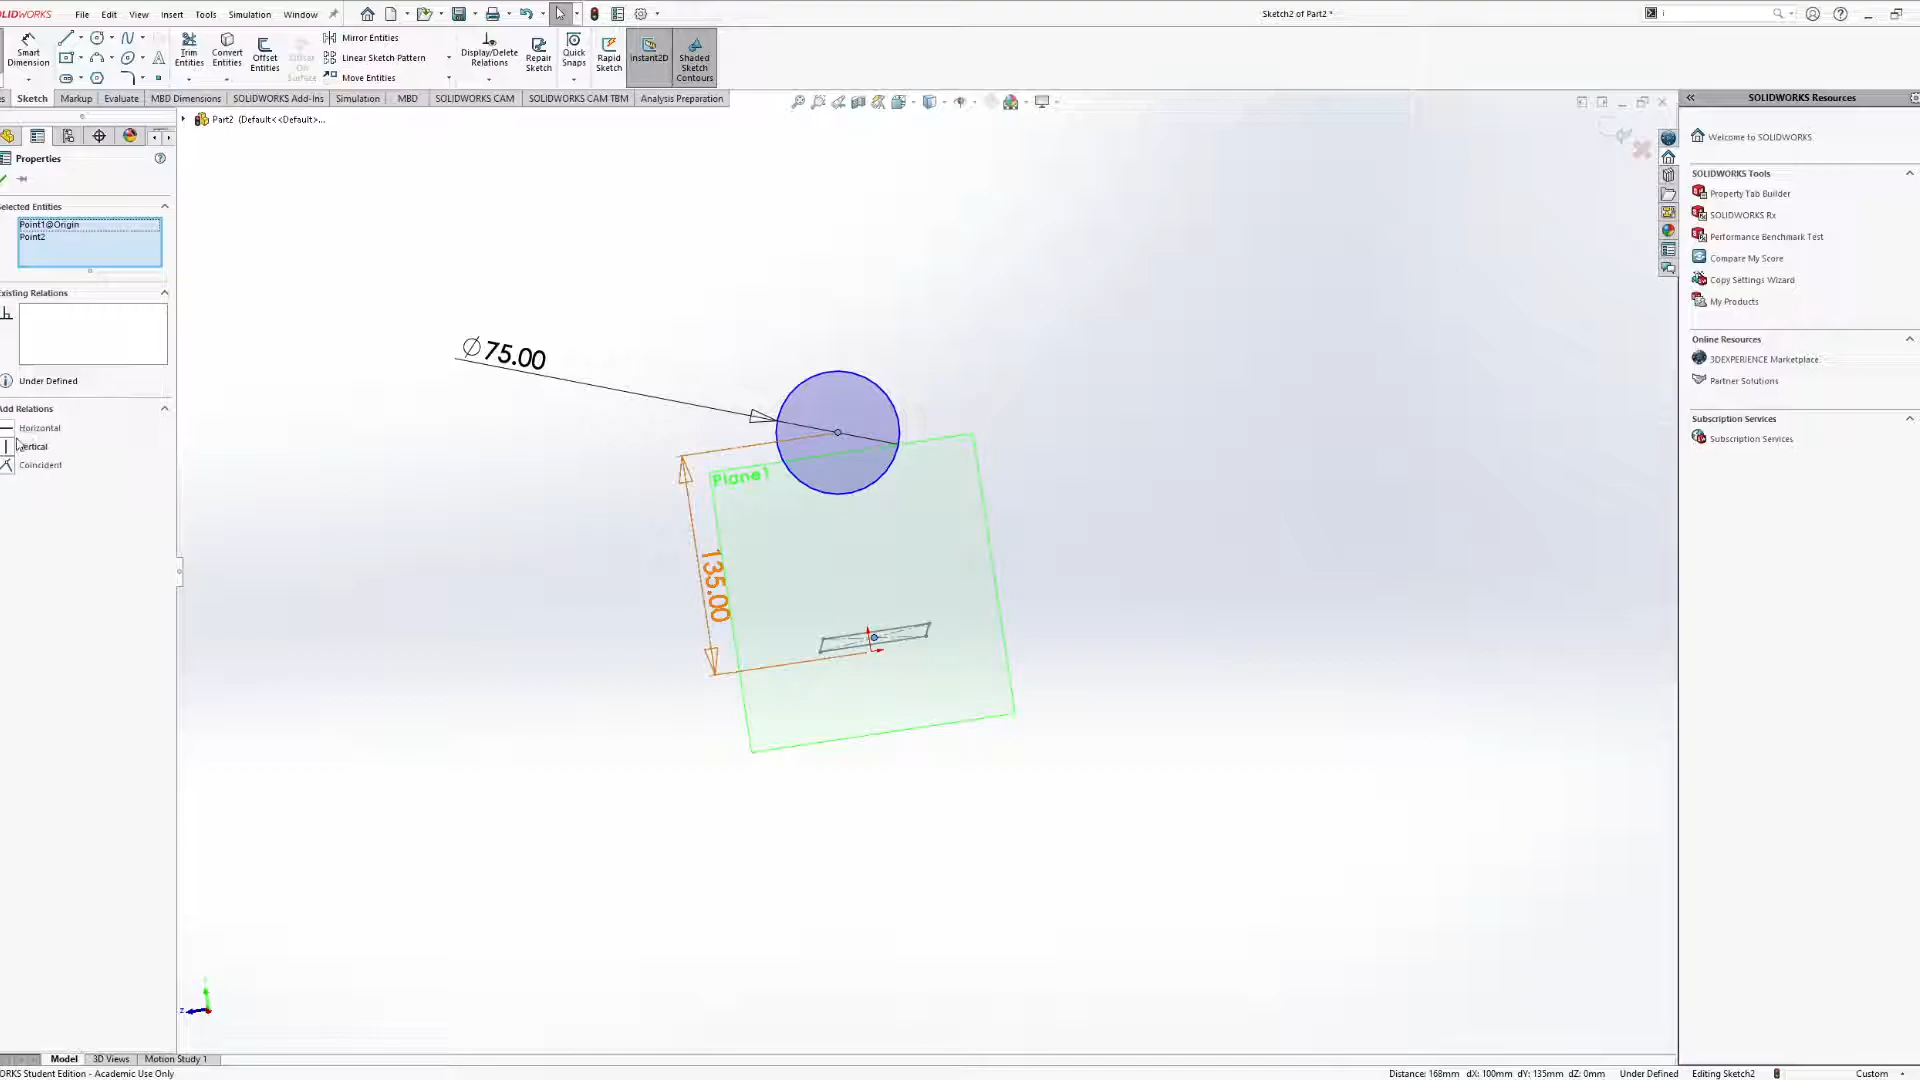 SOLIDWORKS
File Edit View Insert Tools Simulation Window
Sketch2 of Part2 *
Smart Dimension
Trim Entities
Convert Entities
Offset Entities
Offset On Surface
Mirror Entities
Linear Sketch Pattern
Move Entities
Display/Delete Relations
Repair Sketch
Quick Snaps
Rapid Sketch
Instant2D
Shaded Sketch Contours
Sketch Markup Evaluate MBD Dimensions SOLIDWORKS Add-Ins Simulation MBD SOLIDWORKS CAM SOLIDWORKS CAM TBM Analysis Preparation
Part2 (Default<<Default>...
Properties
Selected Entities
Point1@Origin
Point2
Existing Relations
Under Defined
Add Relations
Horizontal
Vertical
Coincident
∅75.00
Plane1
135.00
z
SOLIDWORKS Resources
Welcome to SOLIDWORKS
SOLIDWORKS Tools
Property Tab Builder
SOLIDWORKS Rx
Performance Benchmark Test
Compare My Score
Copy Settings Wizard
My Products
Online Resources
3DEXPERIENCE Marketplace
Partner Solutions
Subscription Services
Subscription Services
Model 3D Views Motion Study 1
ORKS Student Edition - Academic Use Only
Distance: 168mm dX: 100mm dY: 135mm dZ: 0mm Under Defined Editing Sketch2 Custom